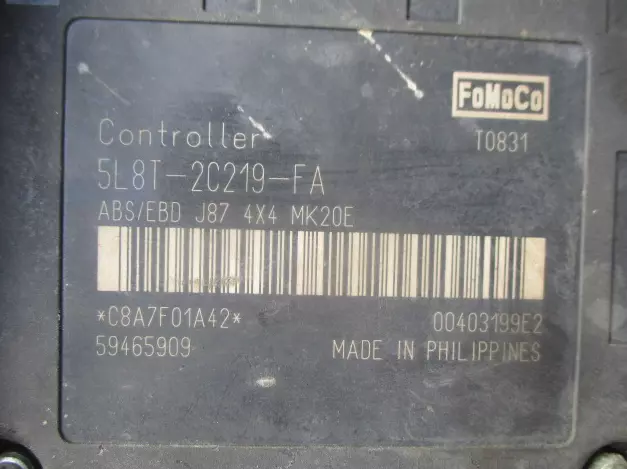 FoMoCo
Controller T0831
5L8T-2C219-FA
ABS/EBD J87 4X4 MK20E
*C8A7F01A42* 00403199E2
59465909 MADE IN PHILIPPINES